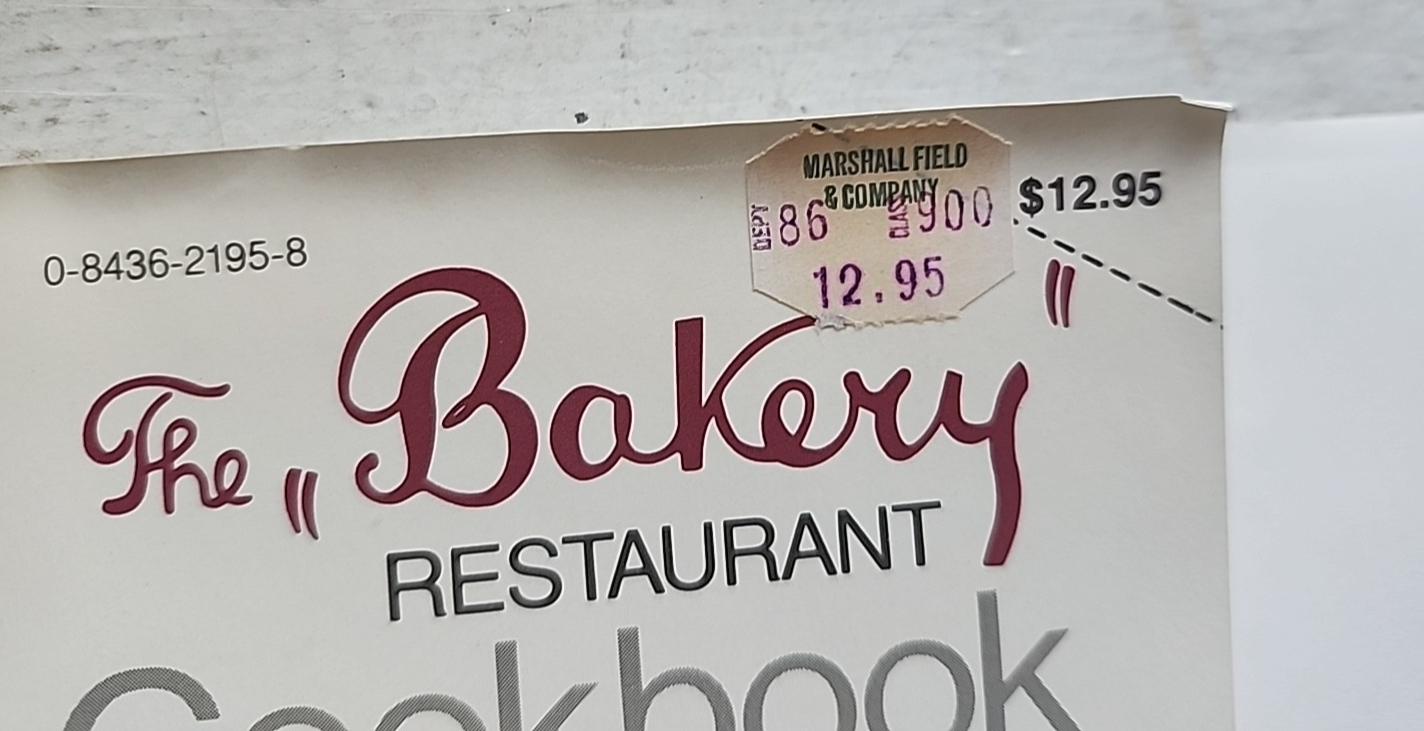 MARSHALL FIELD
& COMPANY
DEPT 86 CLASS 900
12.95
$12.95
0-8436-2195-8
The „Bakery"
RESTAURANT
Cookbook